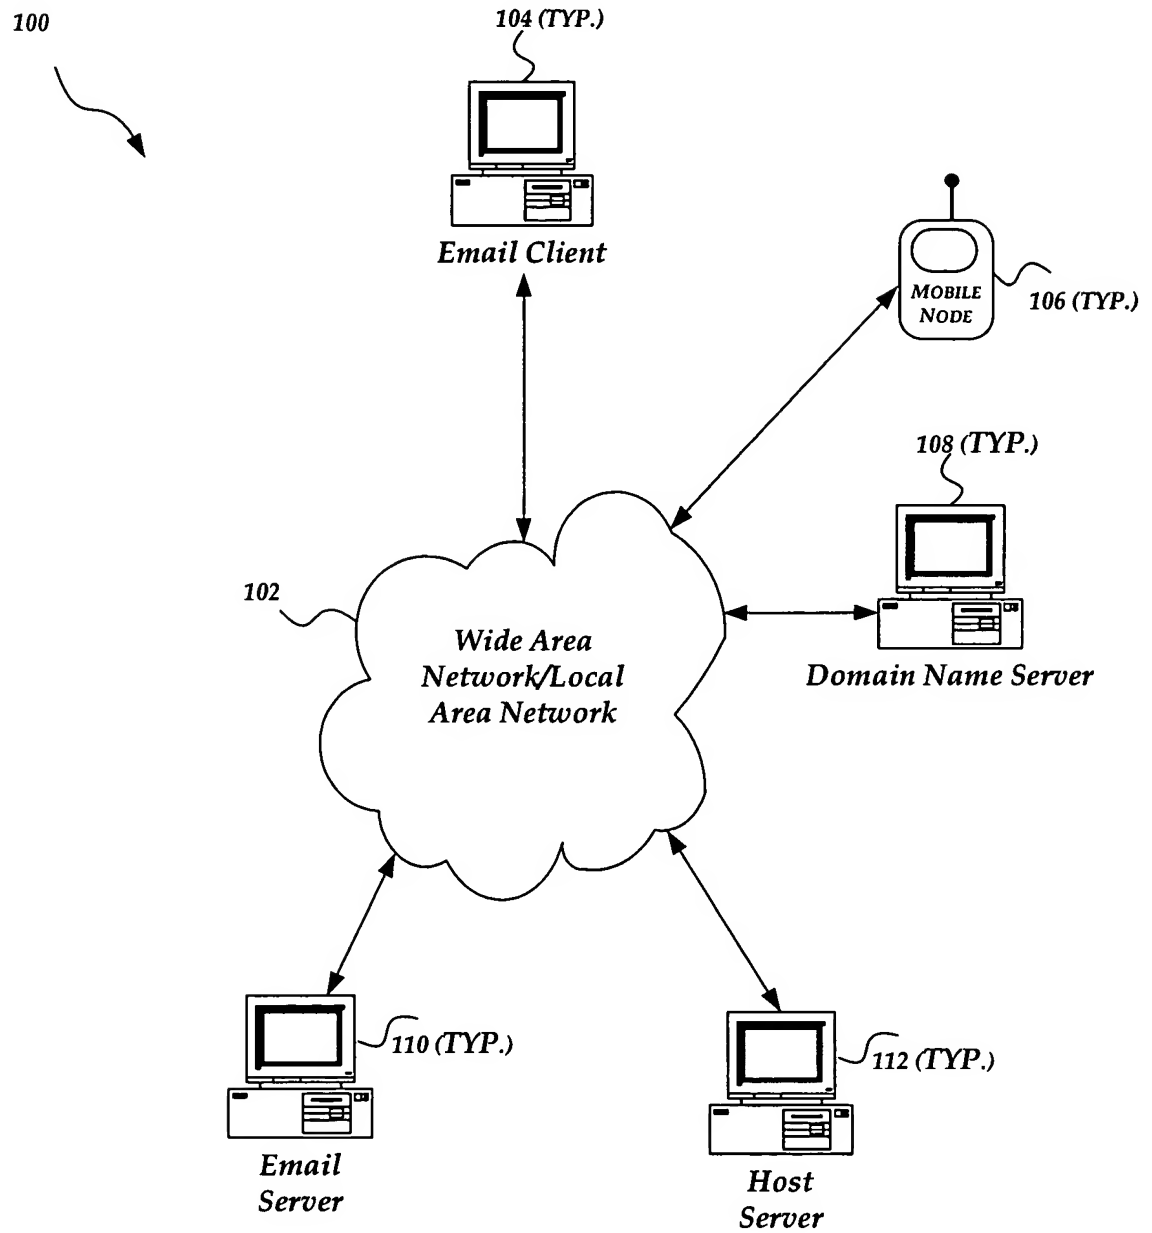 100
104 (TYP.)
Email Client
MOBILE
NODE
106 (TYP.)
108 (TYP.)
Domain Name Server
102
Wide Area
Network/Local
Area Network
110 (TYP.)
Email
Server
112 (TYP.)
Host
Server